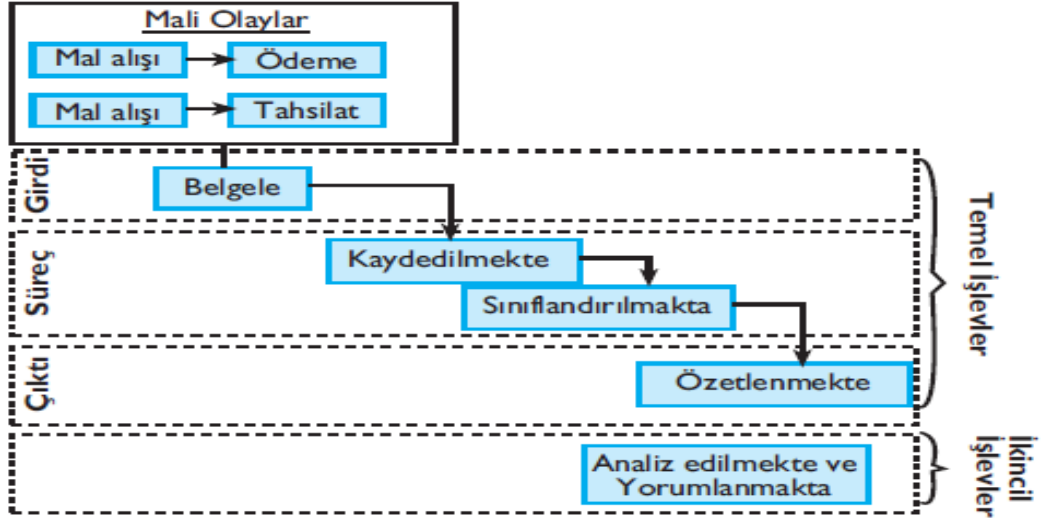 Mali Olaylar
Mal alışı
Ödeme
Mal alışı
Tahsilat
Girdi
Belgele
Süreç
Kaydedilmekte
Sınıflandırılmakta
Çıktı
Özetlenmekte
Temel İşlevler
Analiz edilmekte ve
Yorumlanmakta
İkincil
İşlevler